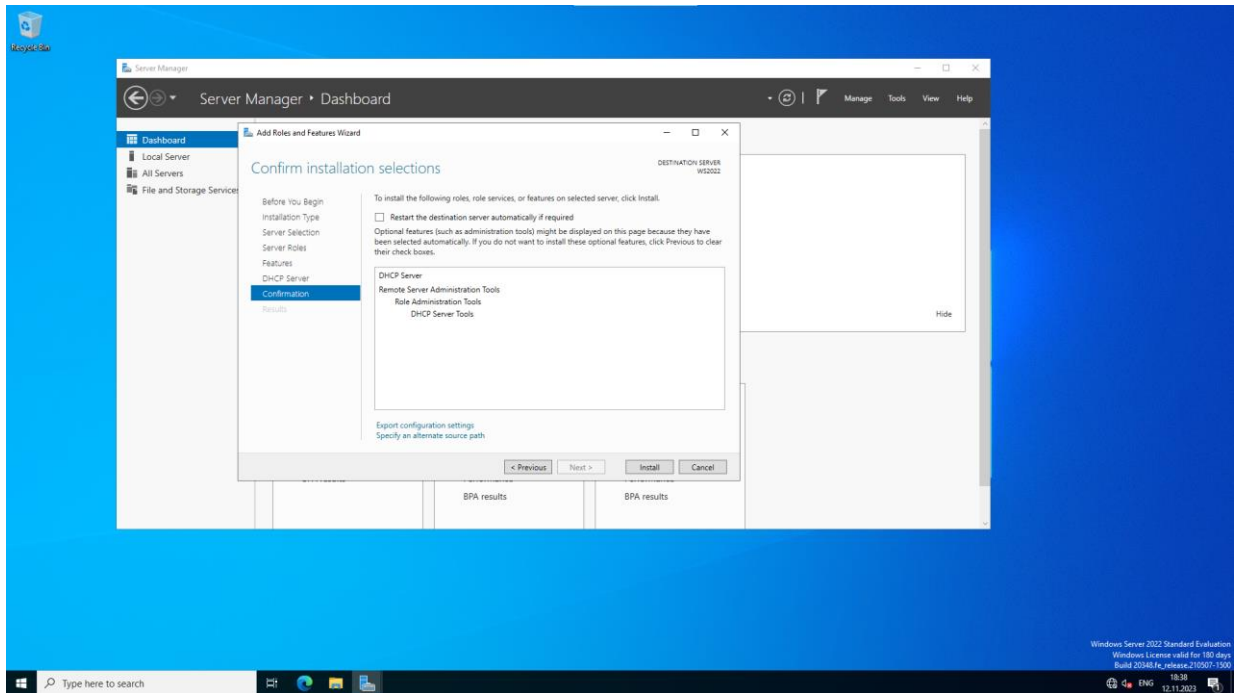 Recycle Bin
Server Manager
Server Manager • Dashboard
Manage Tools View Help
Dashboard
Local Server
All Servers
File and Storage Services
Add Roles and Features Wizard
Confirm installation selections
DESTINATION SERVER
WS2022
Before You Begin
Installation Type
Server Selection
Server Roles
Features
DHCP Server
Confirmation
Results
To install the following roles, role services, or features on selected server, click Install.
Restart the destination server automatically if required
Optional features (such as administration tools) might be displayed on this page because they have
been selected automatically. If you do not want to install these optional features, click Previous to clear
their check boxes.
DHCP Server
Remote Server Administration Tools
Role Administration Tools
DHCP Server Tools
Export configuration settings
Specify an alternate source path
< Previous Next > Install Cancel
Hide
BPA results BPA results
Windows Server 2022 Standard Evaluation
Windows License valid for 180 days
Build 20348.fe_release.210507-1500
Type here to search
ENG
18:38
12.11.2023